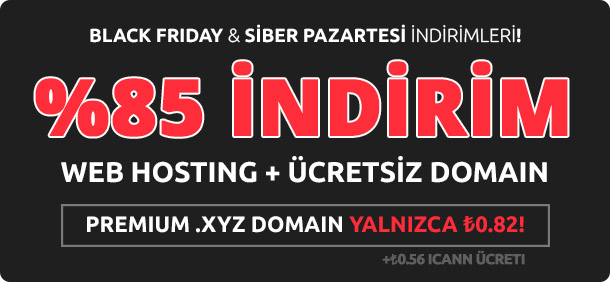 BLACK FRIDAY & SİBER PAZARTESİ İNDİRİMLERİ!
%85 İNDİRİM
WEB HOSTING + ÜCRETSİZ DOMAIN
PREMIUM .XYZ DOMAIN YALNIZCA ₺0.82!
+₺0.56 ICANN ÜCRETI